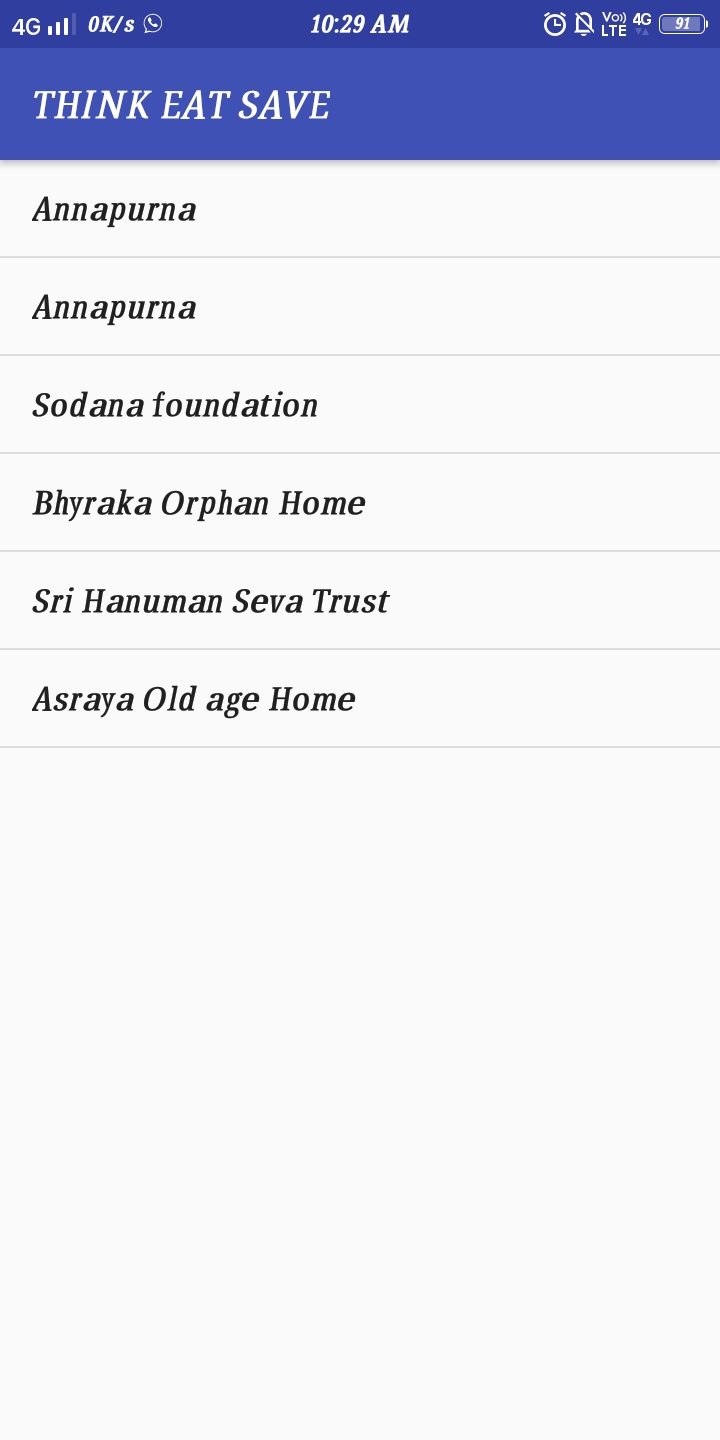 4G 0K/s 10:29 AM Vo)) LTE 4G 91
THINK EAT SAVE
Annapurna
Annapurna
Sodana foundation
Bhyraka Orphan Home
Sri Hanuman Seva Trust
Asraya Old age Home